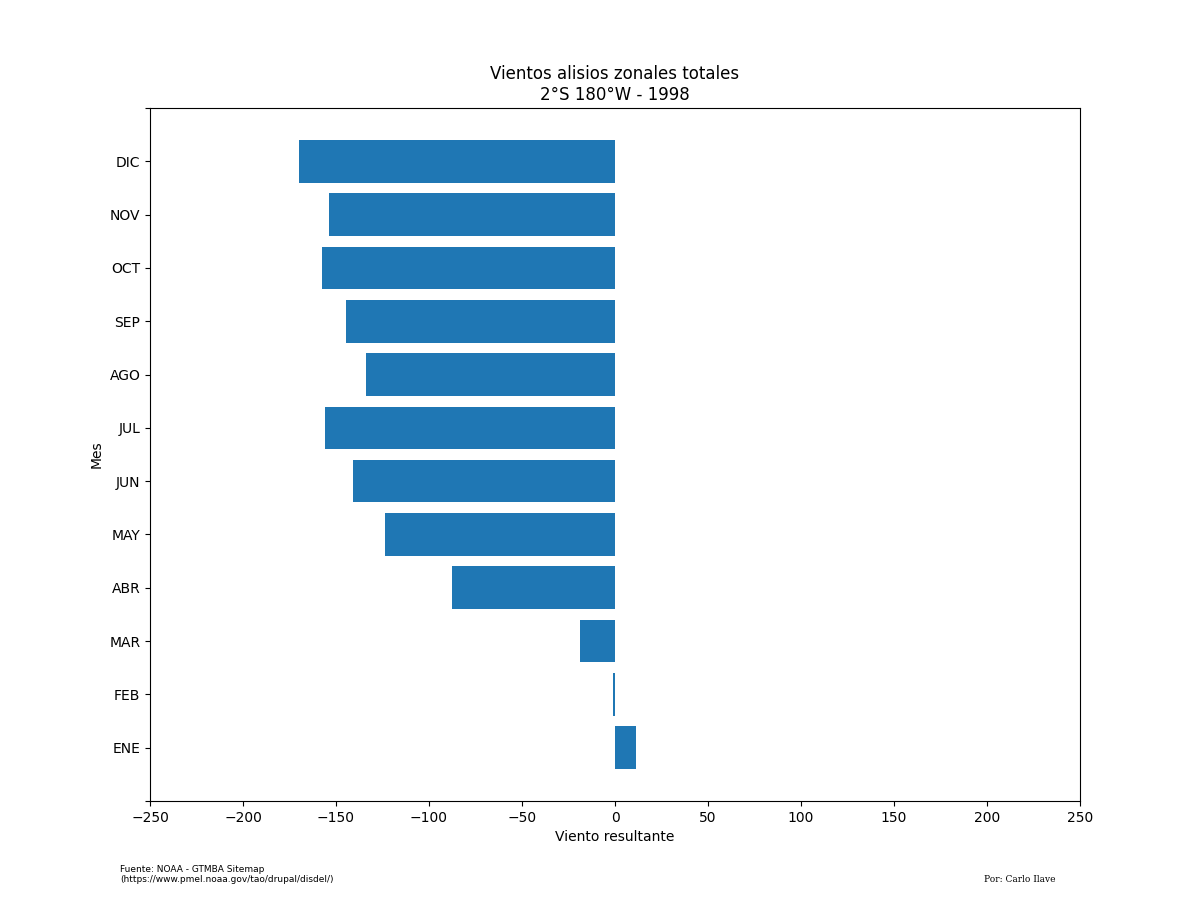 Vientos alisios zonales totales
2°S 180°W - 1998
DIC
NOV
OCT
SEP
AGO
JUL
JUN
MAY
ABR
MAR
FEB
ENE
Mes
−250 −200 −150 −100 −50 0 50 100 150 200 250
Viento resultante
Fuente: NOAA - GTMBA Sitemap
(https://www.pmel.noaa.gov/tao/drupal/disdel/)
Por: Carlo Ilave